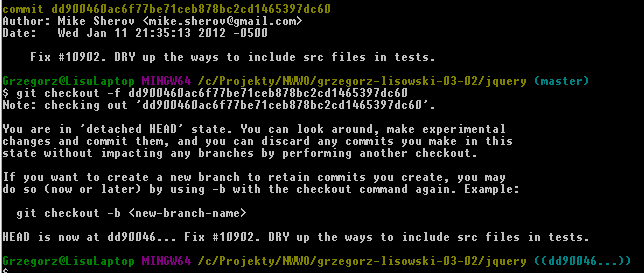 commit dd900460ac6f77be71ceb878bc2cd1465397dc60
Author: Mike Sherov <mike.sherov@gmail.com>
Date:   Wed Jan 11 21:35:13 2012 -0500
    Fix #10902. DRY up the ways to include src files in tests.
Grzegorz@LisuLaptop MINGW64 /c/Projekty/NWWO/grzegorz-lisowski-03-02/jquery (master)
$ git checkout -f dd900460ac6f77be71ceb878bc2cd1465397dc60
Note: checking out 'dd900460ac6f77be71ceb878bc2cd1465397dc60'.
You are in 'detached HEAD' state. You can look around, make experimental
changes and commit them, and you can discard any commits you make in this
state without impacting any branches by performing another checkout.
If you want to create a new branch to retain commits you create, you may
do so (now or later) by using -b with the checkout command again. Example:
  git checkout -b <new-branch-name>
HEAD is now at dd90046... Fix #10902. DRY up the ways to include src files in tests.
Grzegorz@LisuLaptop MINGW64 /c/Projekty/NWWO/grzegorz-lisowski-03-02/jquery ((dd90046...))
$